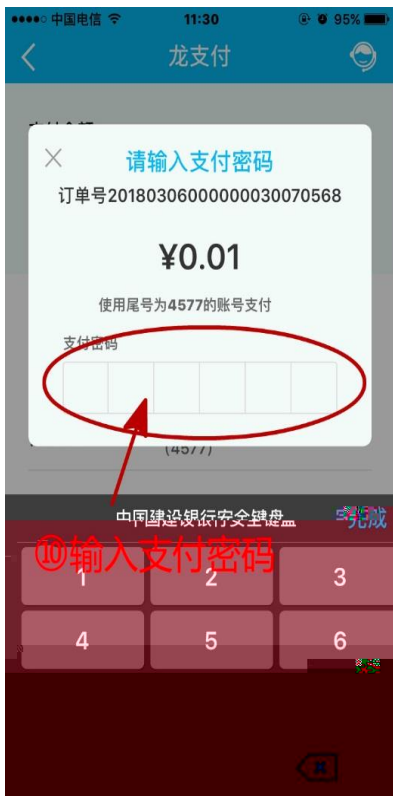 中国电信 11:30 95%
龙支付
请输入支付密码
订单号20180306000000030070568
¥0.01
使用尾号为4577的账号支付
支付密码
(4577)
中国建设银行安全键盘 完成
⑩输入支付密码
1 2 3
4 5 6